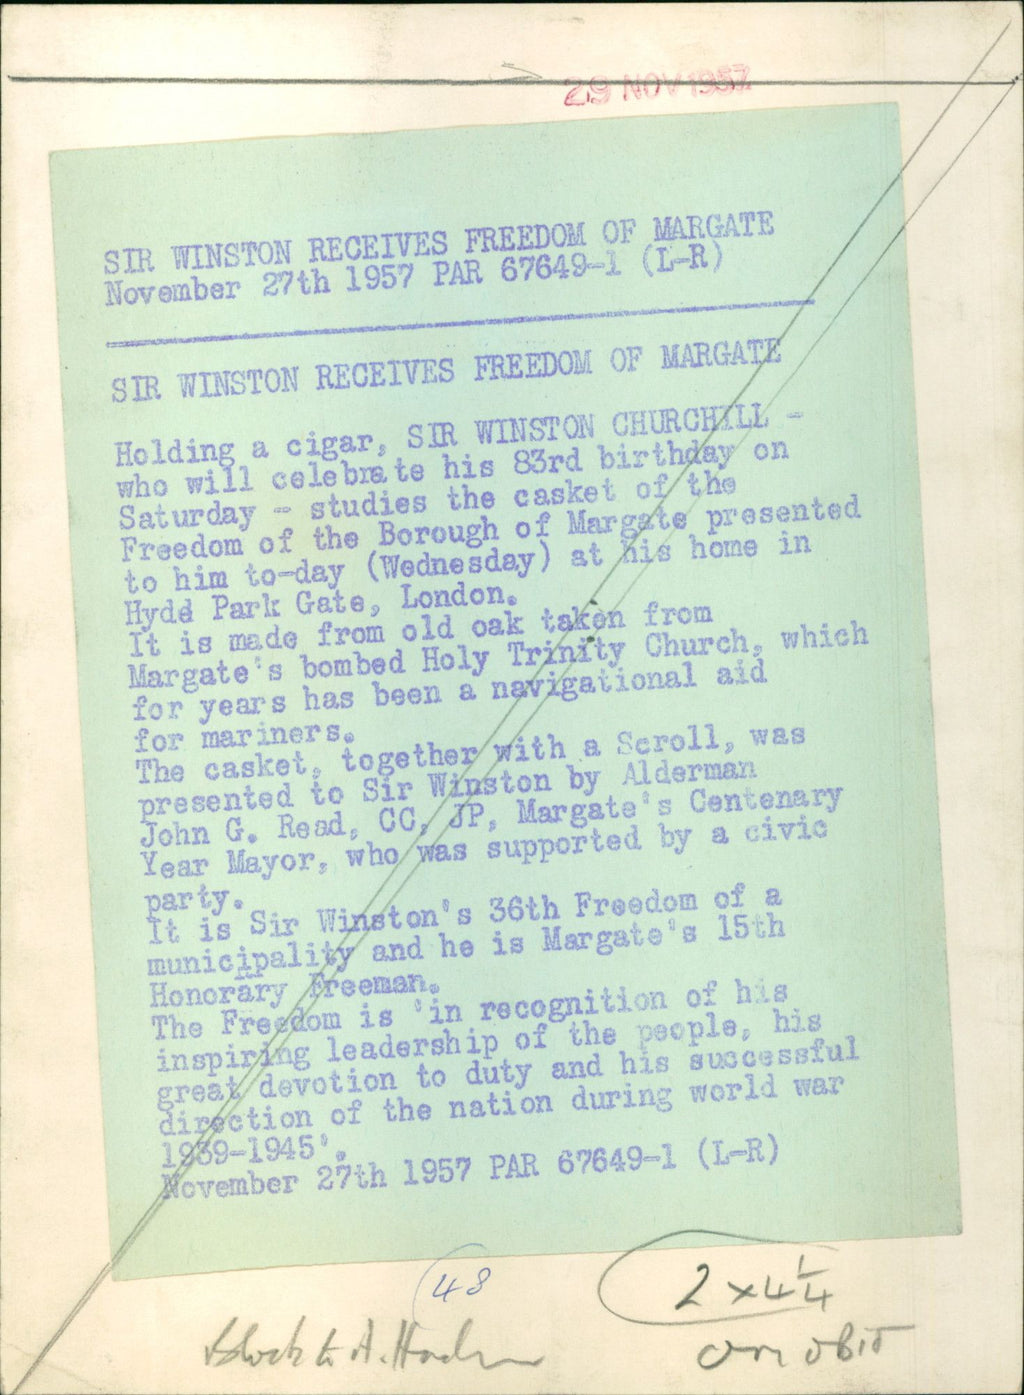 29 NOV 1957
SIR WINSTON RECEIVES FREEDOM OF MARGATE
November 27th 1957 PAR 67649-1 (L-R)
SIR WINSTON RECEIVES FREEDOM OF MARGATE
Holding a cigar, SIR WINSTON CHURCHILL -
who will celebrate his 83rd birthday on
Saturday - studies the casket of the
Freedom of the Borough of Margate presented
to him to-day (Wednesday) at his home in
Hyde Park Gate, London.
It is made from old oak taken from
Margate's bombed Holy Trinity Church, which
for years has been a navigational aid
for mariners.
The casket, together with a Scroll, was
presented to Sir Winston by Alderman
John G. Read, CC, JP, Margate's Centenary
Year Mayor, who was supported by a civic
party.
It is Sir Winston's 36th Freedom of a
municipality and he is Margate's 15th
Honorary Freeman.
The Freedom is 'in recognition of his
inspiring leadership of the people, his
great devotion to duty and his successful
direction of the nation during world war
1939-1945'.
November 27th 1957 PAR 67649-1 (L-R)
48
2 x 4 1/4
Block to A.
on obit